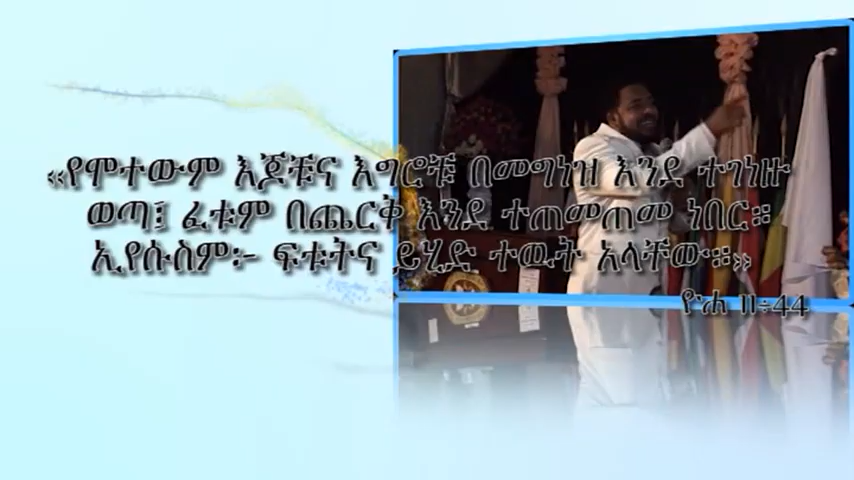 «የሞተውም እጆቹና እግሮቹ በመግነዝ እንደ ተገነዙ
ወጣ፤ ፊቱም በጨርቅ እንደ ተጠመጠመ ነበር።
ኢየሱስም፦ ፍቱትና ይሂድ ተዉት አላቸው።»
ዮሐ 11÷44